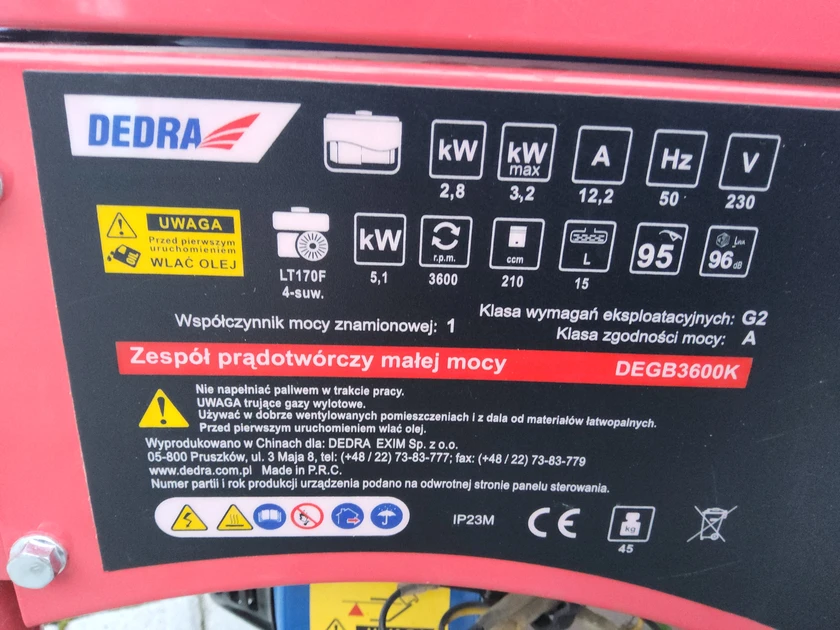 DEDRA
kW kW max A Hz V
2,8 3,2 12,2 50 230
UWAGA
Przed pierwszym
uruchomieniem
WLAĆ OLEJ
LT170F
4-suw.
kW r.p.m. ccm L 95 LWA 96 dB
5,1 3600 210 15
Współczynnik mocy znamionowej: 1
Klasa wymagań eksploatacyjnych: G2
Klasa zgodności mocy: A
Zespół prądotwórczy małej mocy DEGB3600K
Nie napełniać paliwem w trakcie pracy.
UWAGA trujące gazy wylotowe.
Używać w dobrze wentylowanych pomieszczeniach i z dala od materiałów łatwopalnych.
Przed pierwszym uruchomieniem wlać olej.
Wyprodukowano w Chinach dla: DEDRA EXIM Sp. z o.o.
05-800 Pruszków, ul. 3 Maja 8, tel: (+48 / 22) 73-83-777; fax: (+48 / 22) 73-83-779
www.dedra.com.pl Made in P.R.C.
Numer partii i rok produkcji urządzenia podano na odwrotnej stronie panelu sterowania.
IP23M CE kg
45